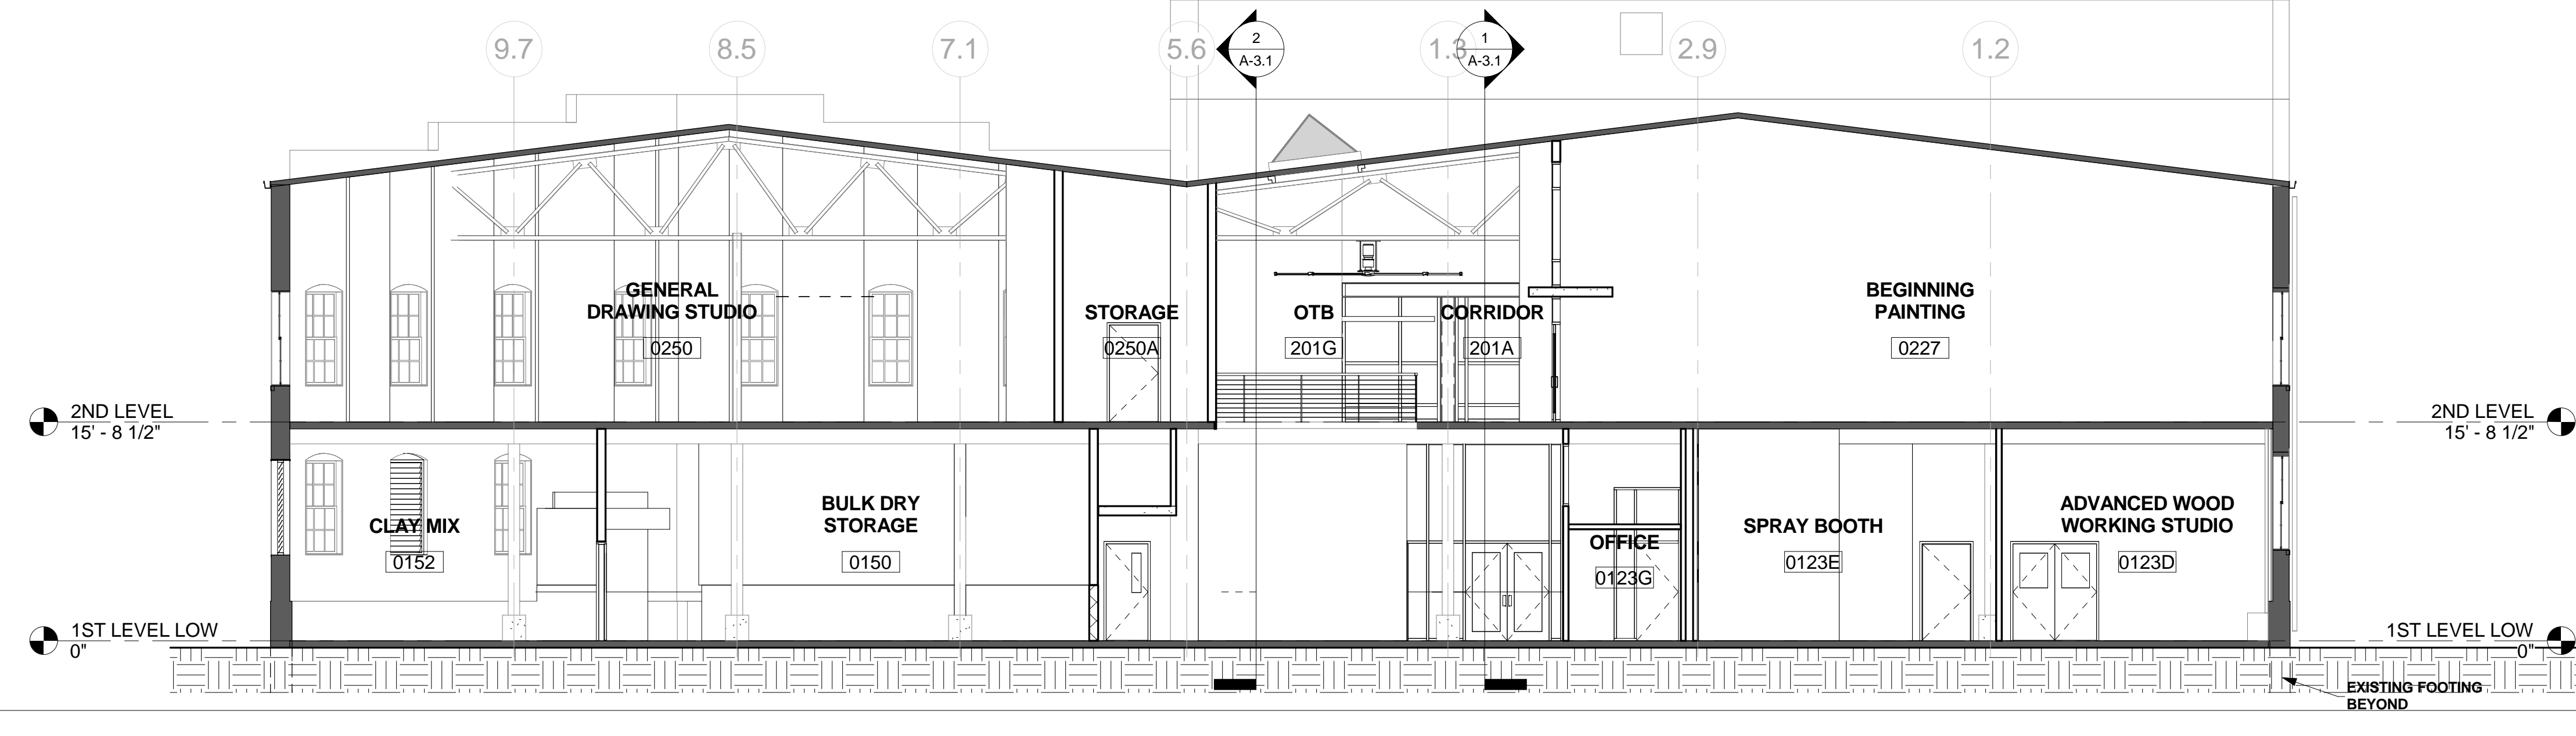 9.7
8.5
7.1
5.6
2
A-3.1
1.3
1
A-3.1
2.9
1.2
GENERAL
DRAWING STUDIO
0250
STORAGE
0250A
OTB
201G
CORRIDOR
201A
BEGINNING
PAINTING
0227
2ND LEVEL
15' - 8 1/2"
2ND LEVEL
15' - 8 1/2"
CLAY MIX
0152
BULK DRY
STORAGE
0150
OFFICE
0123G
SPRAY BOOTH
0123E
ADVANCED WOOD
WORKING STUDIO
0123D
1ST LEVEL LOW
0"
1ST LEVEL LOW
0"
EXISTING FOOTING
BEYOND